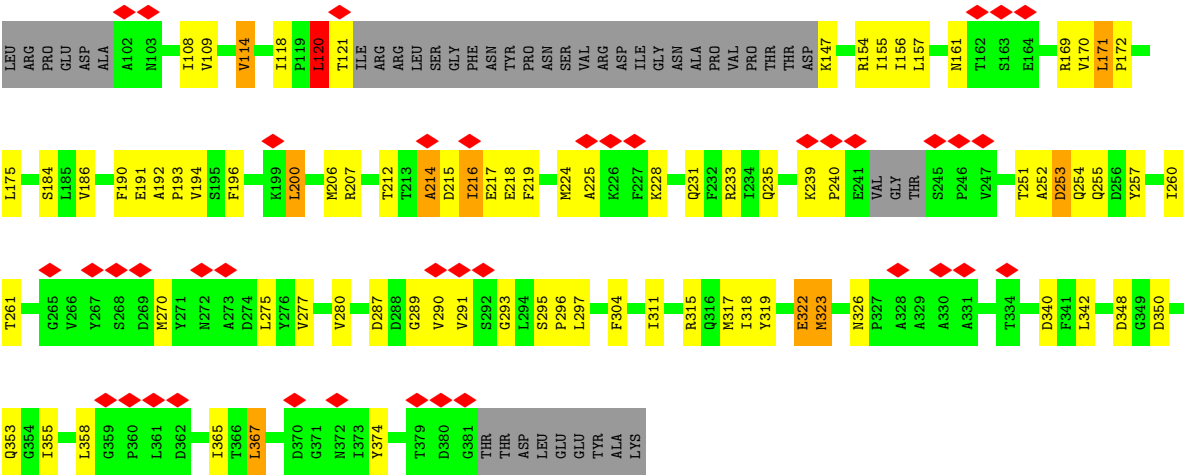 LEU ARG PRO GLU ASP ALA A102 N103 I108 V109 V114 I118 P119 L120 T121 ILE ARG ARG LEU SER GLY PHE ASN TYR PRO ASN SER VAL ARG ASP ILE GLY ASN ALA PRO VAL PRO THR THR ASP K147 R154 I155 I156 L157 N161 T162 S163 E164 R169 V170 L171 P172
L175 S184 L185 V186 F190 E191 A192 P193 V194 S195 F196 K199 L200 M206 R207 T212 T213 A214 D215 I216 E217 E218 F219 M224 A225 K226 F227 K228 Q231 F232 R233 I234 Q235 K239 P240 E241 VAL GLY THR S245 P246 V247 T251 A252 D253 Q254 Q255 D256 Y257 I260
T261 G265 V266 Y267 S268 D269 M270 Y271 N272 A273 D274 L275 Y276 V277 V280 D287 D288 G289 V290 V291 S292 G293 L294 S295 P296 L297 F304 I311 R315 Q316 M317 I318 Y319 E322 M323 N326 P327 A328 A329 A330 A331 T334 D340 F341 L342 D348 G349 D350
Q353 G354 I355 L358 G359 P360 L361 D362 I365 T366 L367 D370 G371 N372 I373 Y374 T379 D380 G381 THR THR ASP LEU GLU GLU TYR ALA LYS